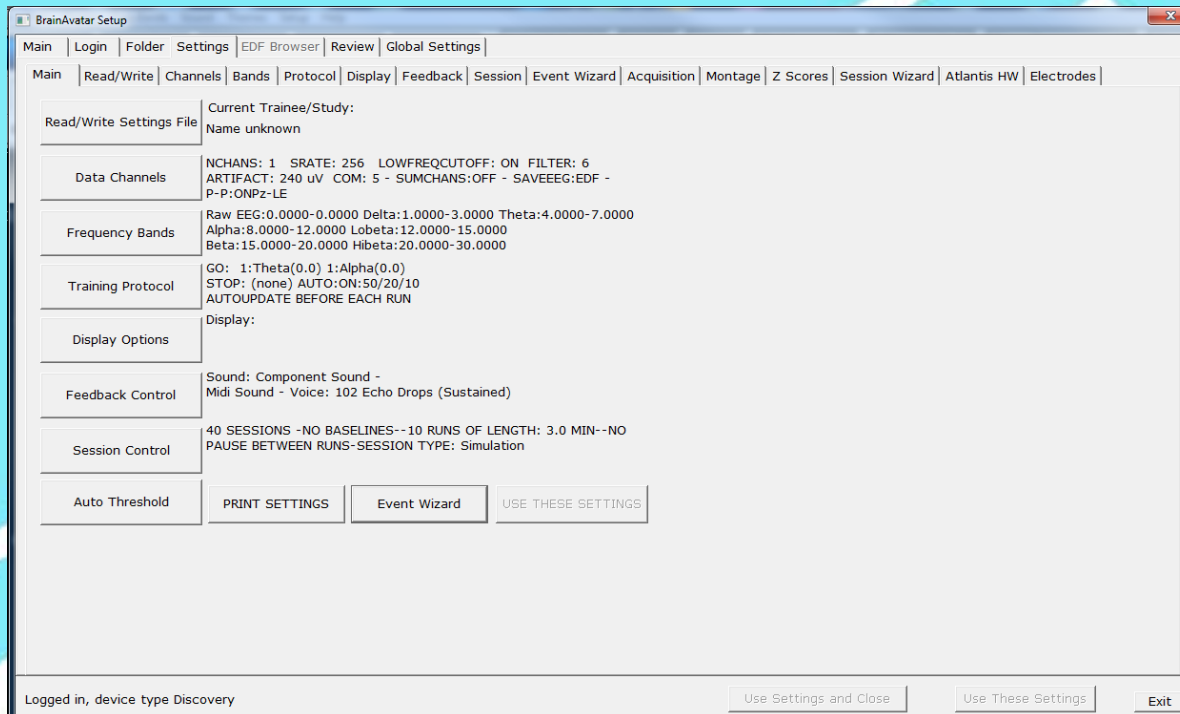 BrainAvatar Setup
Main Login Folder Settings EDF Browser Review Global Settings
Main Read/Write Channels Bands Protocol Display Feedback Session Event Wizard Acquisition Montage Z Scores Session Wizard Atlantis HW Electrodes
Read/Write Settings File
Current Trainee/Study:
Name unknown
Data Channels
NCHANS: 1 SRATE: 256 LOWFREQCUTOFF: ON FILTER: 6
ARTIFACT: 240 uV COM: 5 - SUMCHANS:OFF - SAVEEEG:EDF -
P-P:ONPz-LE
Frequency Bands
Raw EEG:0.0000-0.0000 Delta:1.0000-3.0000 Theta:4.0000-7.0000
Alpha:8.0000-12.0000 Lobeta:12.0000-15.0000
Beta:15.0000-20.0000 Hibeta:20.0000-30.0000
Training Protocol
GO: 1:Theta(0.0) 1:Alpha(0.0)
STOP: (none) AUTO:ON:50/20/10
AUTOUPDATE BEFORE EACH RUN
Display Options
Display:
Feedback Control
Sound: Component Sound -
Midi Sound - Voice: 102 Echo Drops (Sustained)
Session Control
40 SESSIONS -NO BASELINES--10 RUNS OF LENGTH: 3.0 MIN--NO
PAUSE BETWEEN RUNS-SESSION TYPE: Simulation
Auto Threshold PRINT SETTINGS Event Wizard USE THESE SETTINGS
Logged in, device type Discovery Use Settings and Close Use These Settings Exit